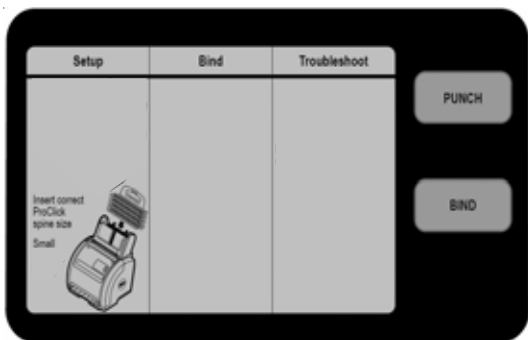 Setup
Bind
Troubleshoot
PUNCH
Insert correct
ProClick
spine size
Small
BIND